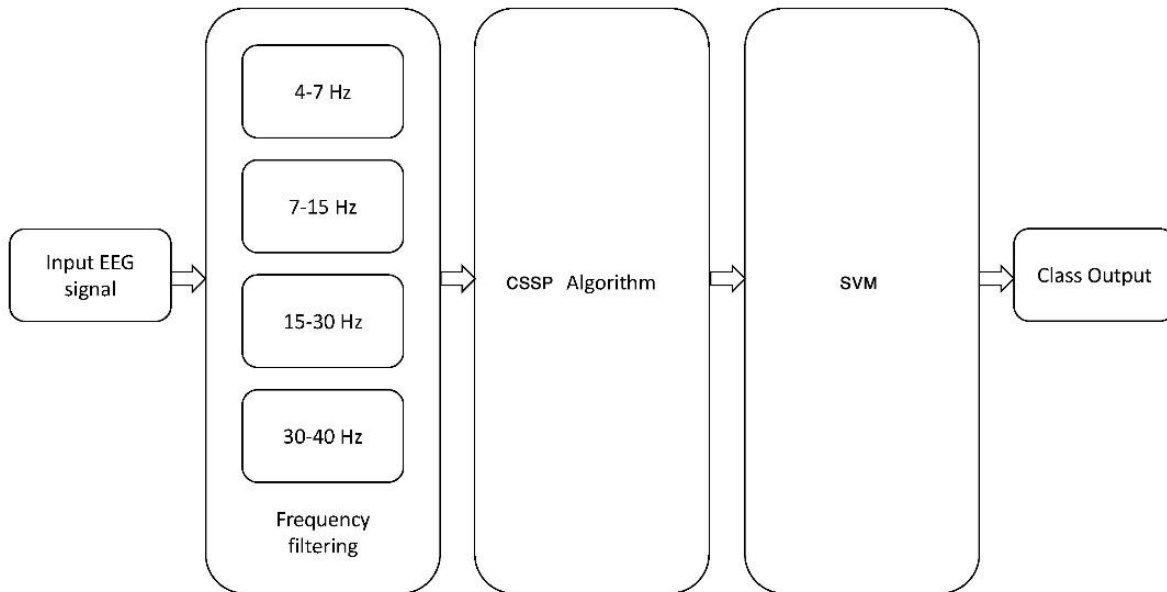 Input EEG
signal
4-7 Hz
7-15 Hz
15-30 Hz
30-40 Hz
Frequency
filtering
CSSP Algorithm
SVM
Class Output